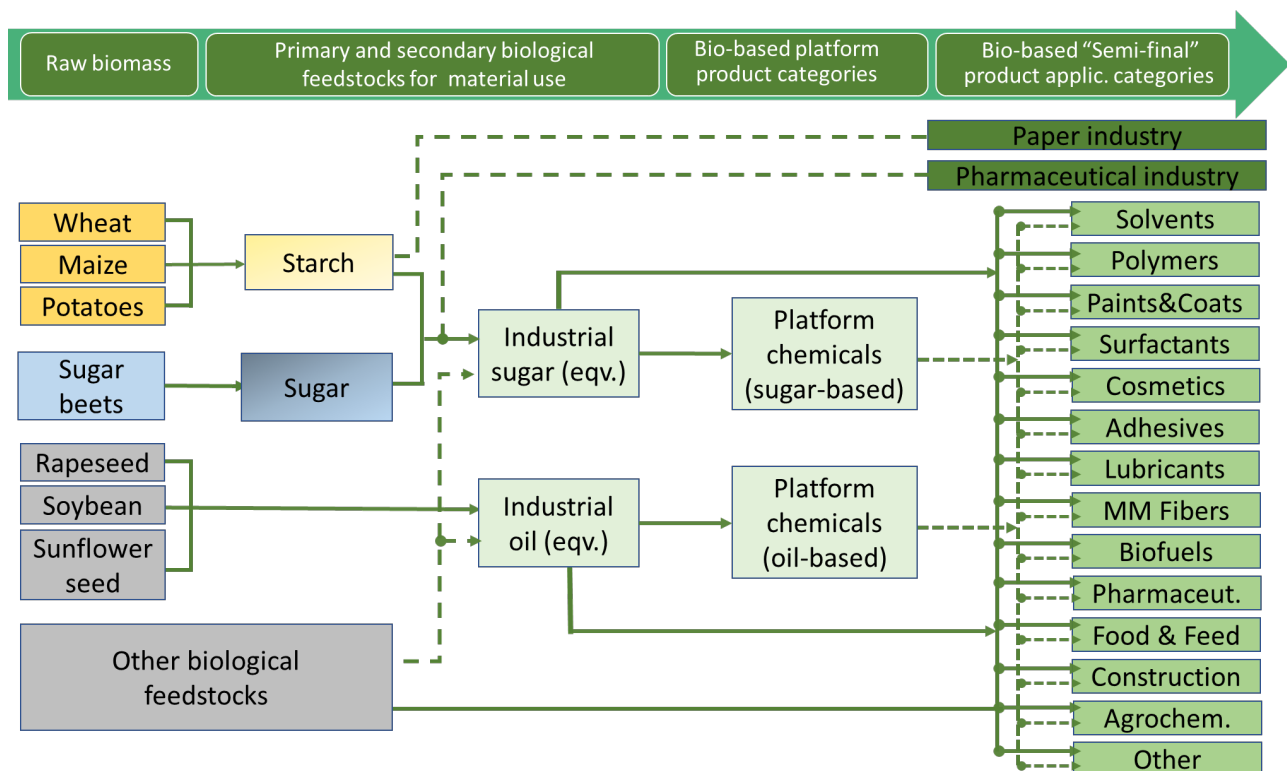 Raw biomass
Primary and secondary biological
feedstocks for material use
Bio-based platform
product categories
Bio-based “Semi-final”
product applic. categories
Paper industry
Pharmaceutical industry
Wheat
Maize
Potatoes
Starch
Sugar
beets
Sugar
Rapeseed
Soybean
Sunflower
seed
Other biological
feedstocks
Industrial
sugar (eqv.)
Industrial
oil (eqv.)
Platform
chemicals
(sugar-based)
Platform
chemicals
(oil-based)
Solvents
Polymers
Paints&Coats
Surfactants
Cosmetics
Adhesives
Lubricants
MM Fibers
Biofuels
Pharmaceut.
Food & Feed
Construction
Agrochem.
Other